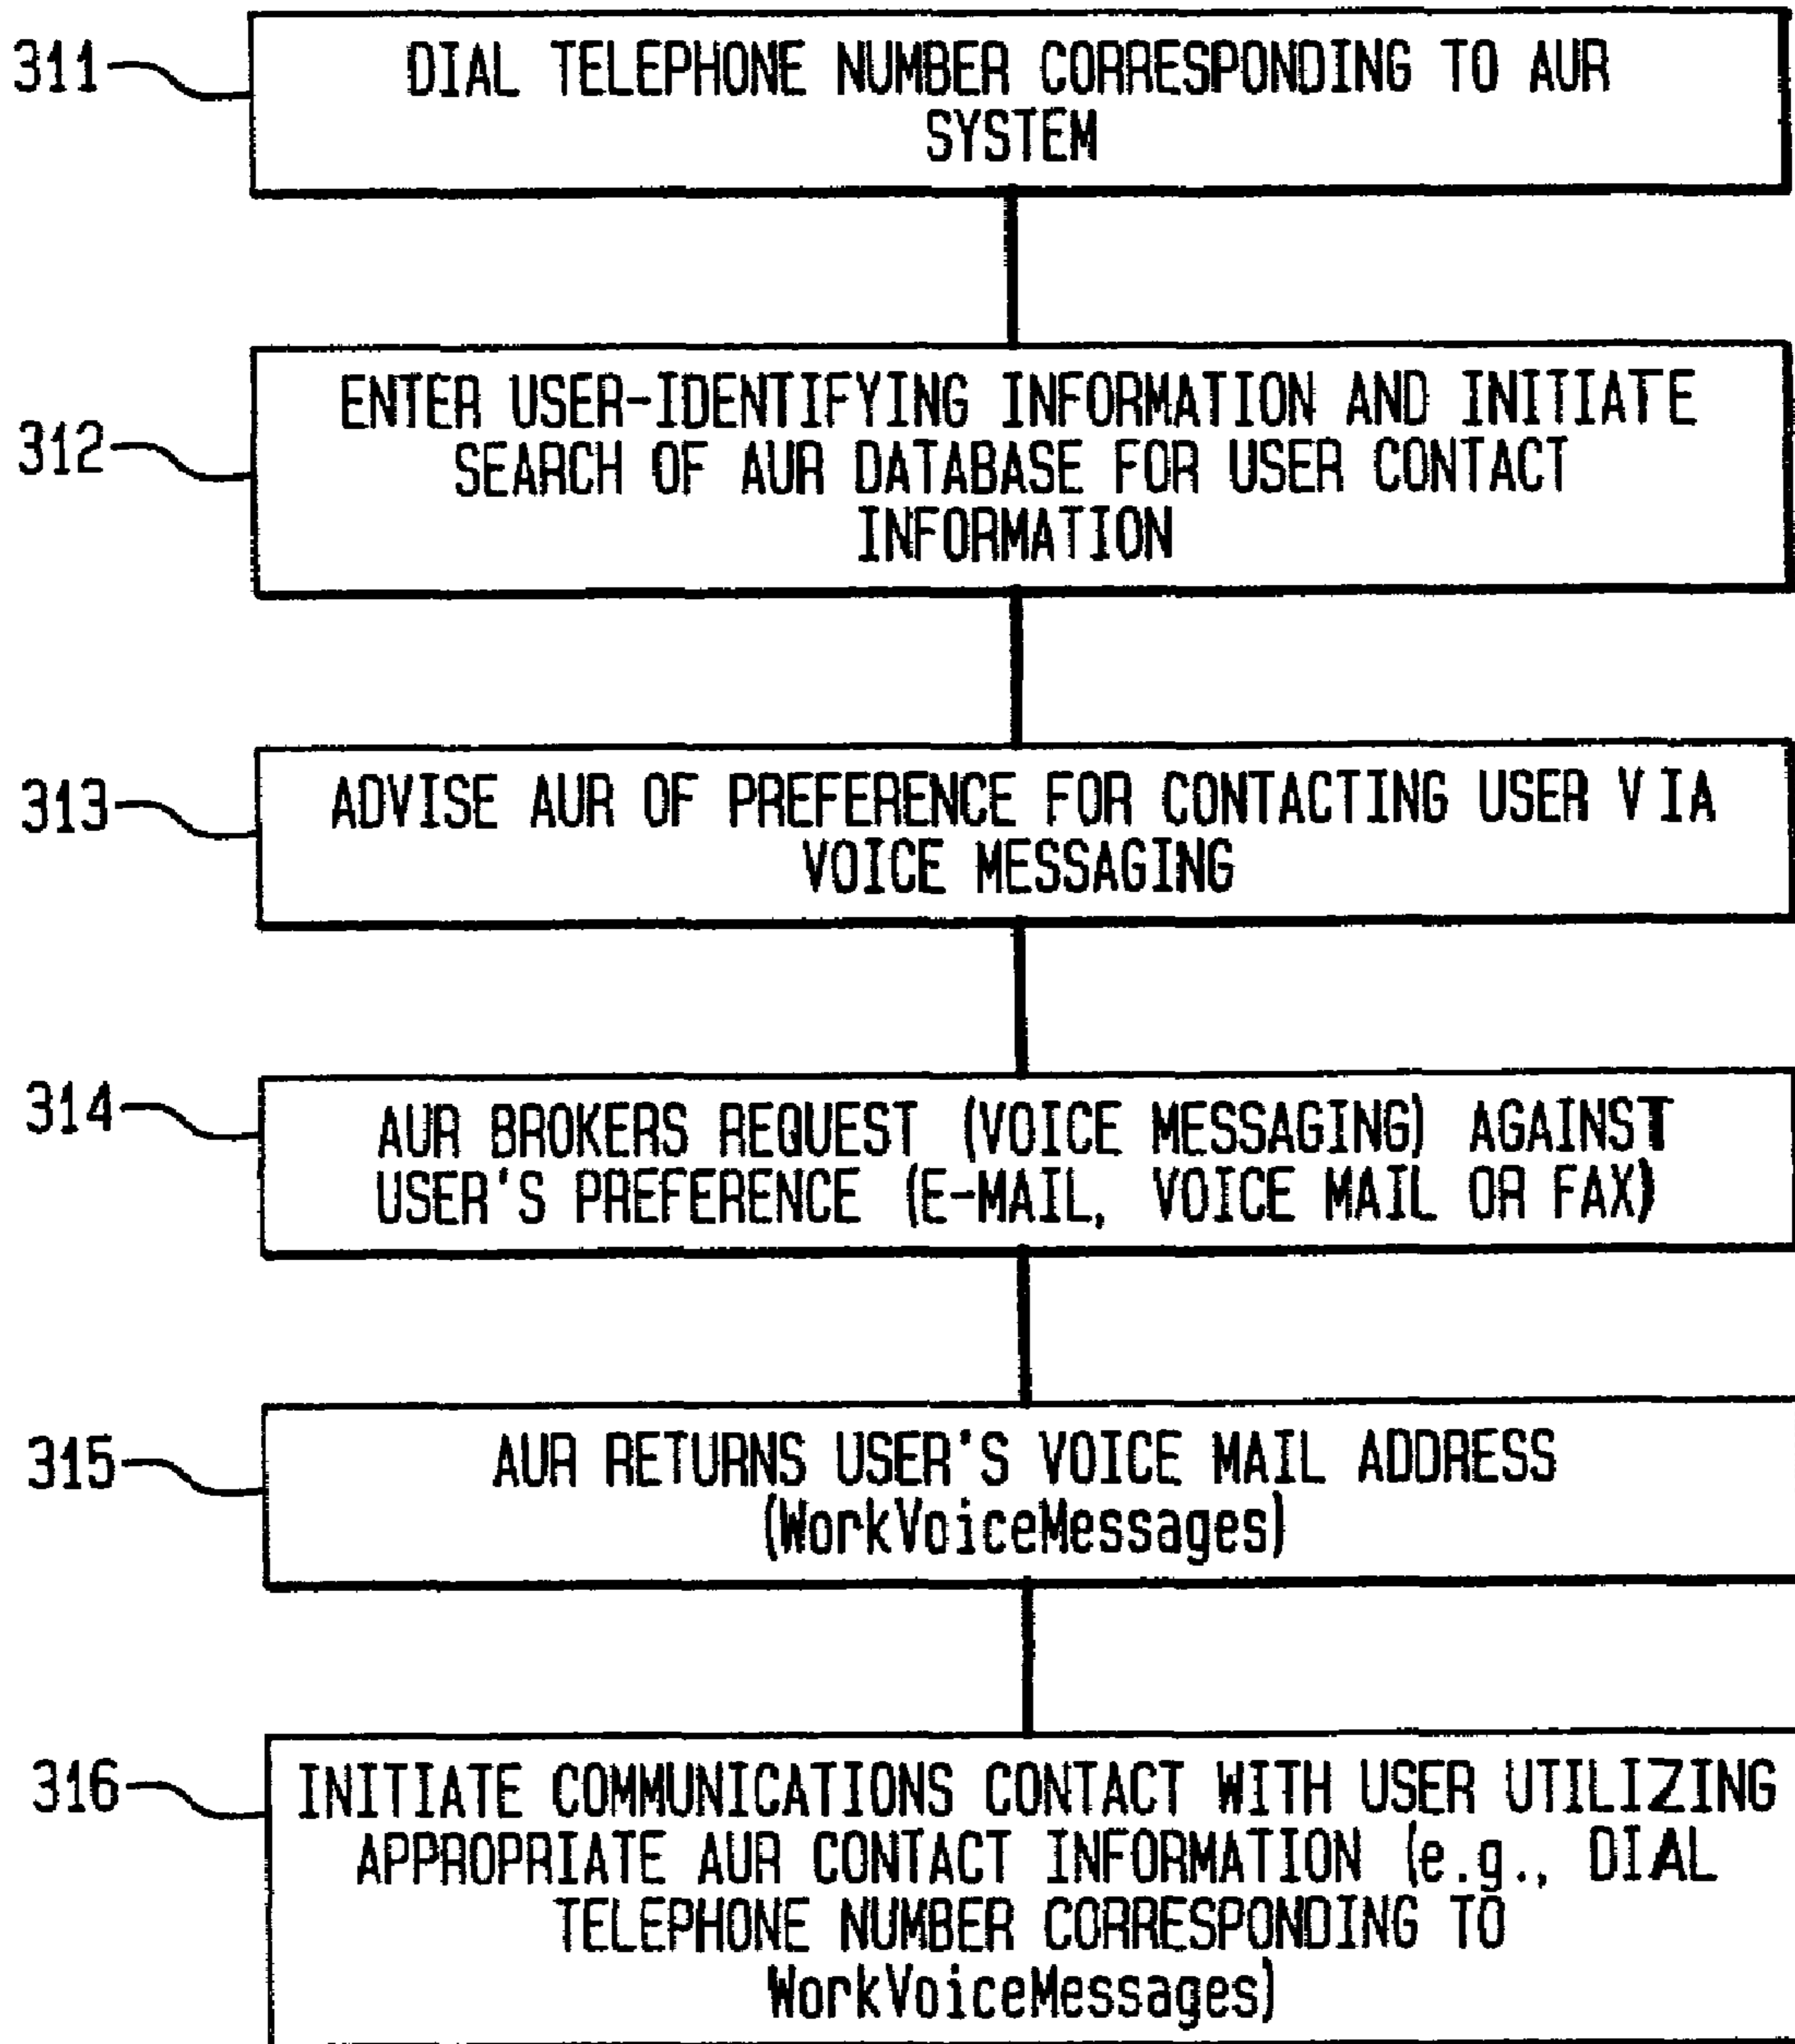 311
DIAL TELEPHONE NUMBER CORRESPONDING TO AUR
SYSTEM
312
ENTER USER-IDENTIFYING INFORMATION AND INITIATE
SEARCH OF AUR DATABASE FOR USER CONTACT
INFORMATION
313
ADVISE AUR OF PREFERENCE FOR CONTACTING USER VIA
VOICE MESSAGING
314
AUR BROKERS REQUEST (VOICE MESSAGING) AGAINST
USER'S PREFERENCE (E-MAIL, VOICE MAIL OR FAX)
315
AUR RETURNS USER'S VOICE MAIL ADDRESS
(WorkVoiceMessages)
316
INITIATE COMMUNICATIONS CONTACT WITH USER UTILIZING
APPROPRIATE AUR CONTACT INFORMATION (e.g., DIAL
TELEPHONE NUMBER CORRESPONDING TO
WorkVoiceMessages)